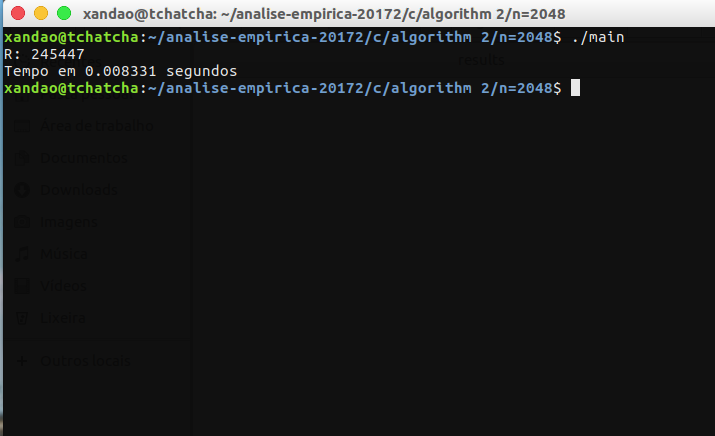 xandao@tchatcha: ~/analise-empirica-20172/c/algorithm 2/n=2048
xandao@tchatcha:~/analise-empirica-20172/c/algorithm 2/n=2048$ ./main
R: 245447
Tempo em 0.008331 segundos
xandao@tchatcha:~/analise-empirica-20172/c/algorithm 2/n=2048$
results
Área de trabalho
Documentos
Downloads
Imagens
Música
Vídeos
Lixeira
+ Outros locais